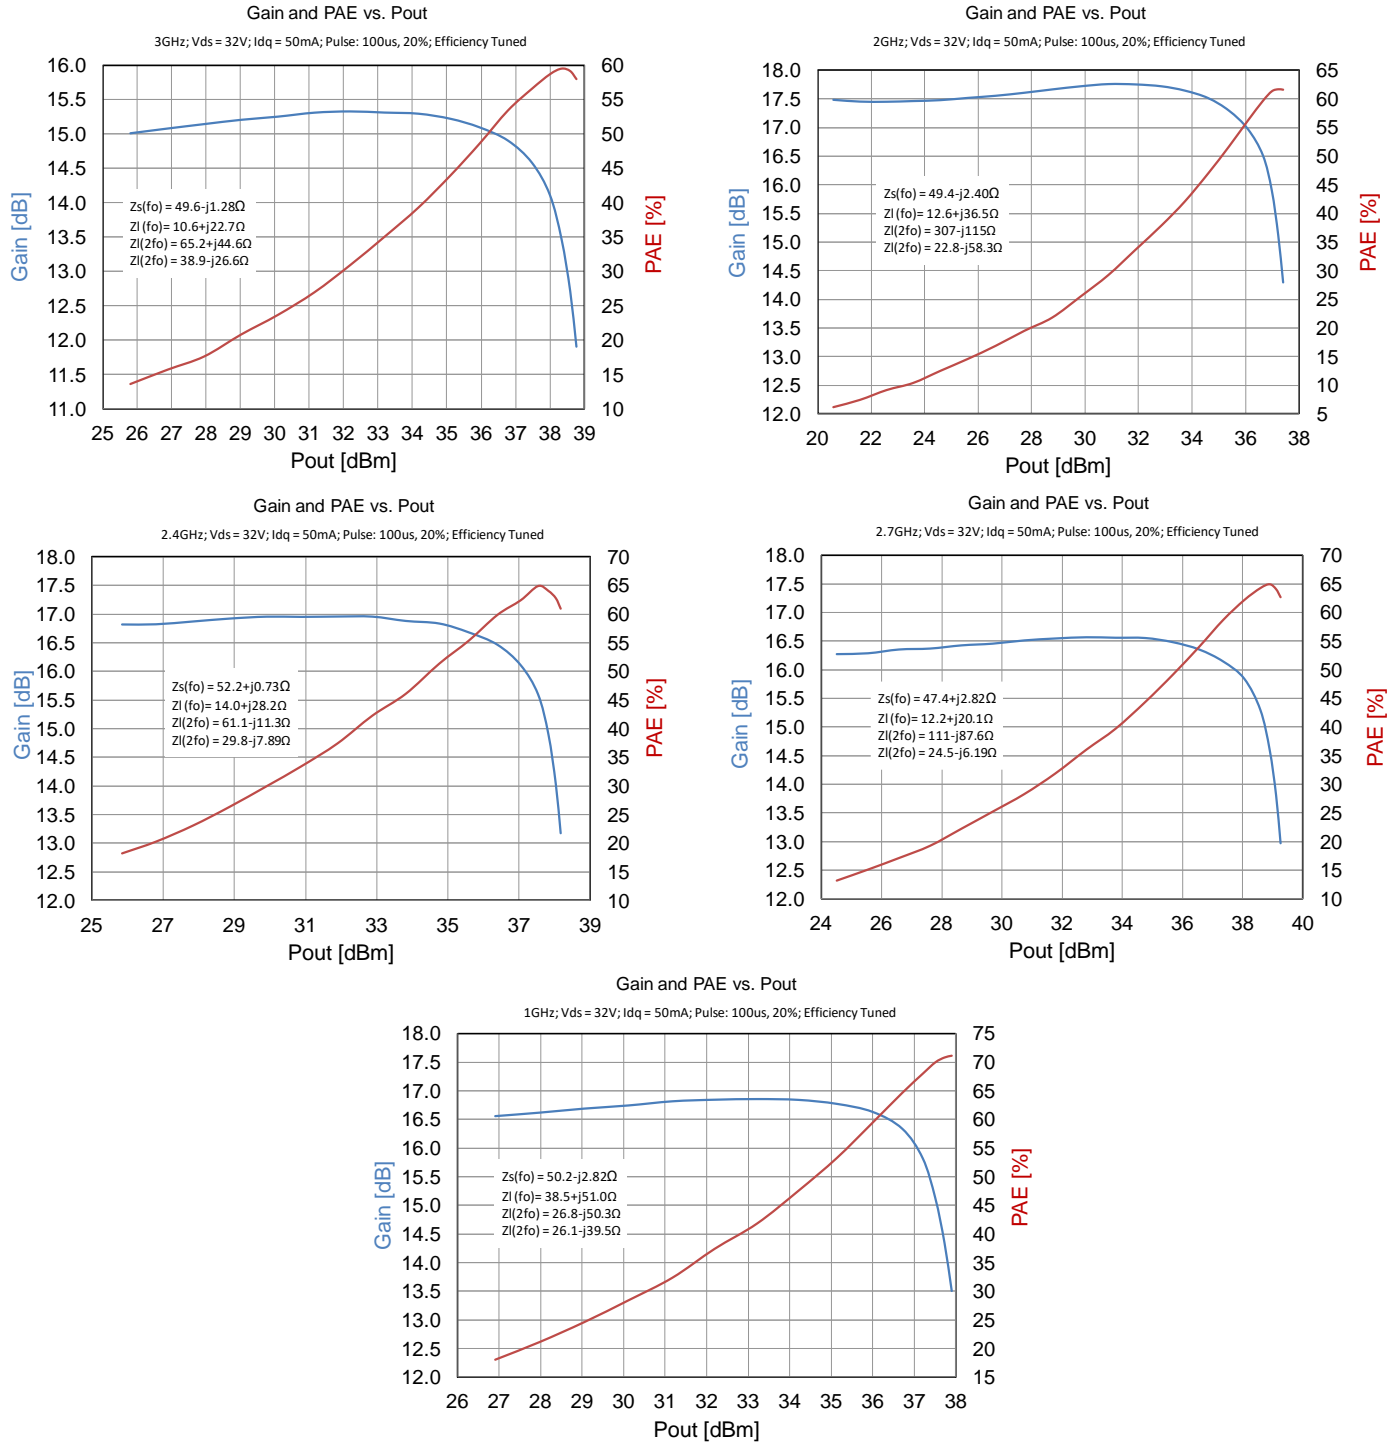 Gain and PAE vs. Pout
3GHz; Vds = 32V; Idq = 50mA; Pulse: 100us, 20%; Efficiency Tuned
16.0
15.5
15.0
14.5
14.0
13.5
13.0
12.5
12.0
11.5
11.0
Gain [dB]
Zs(fo) = 49.6-j1.28Ω
Zl (fo)= 10.6+j22.7Ω
Zl(2fo) = 65.2+j44.6Ω
Zl(2fo) = 38.9-j26.6Ω
60
55
50
45
40
35
30
25
20
15
10
PAE [%]
25 26 27 28 29 30 31 32 33 34 35 36 37 38 39
Pout [dBm]
Gain and PAE vs. Pout
2GHz; Vds = 32V; Idq = 50mA; Pulse: 100us, 20%; Efficiency Tuned
18.0
17.5
17.0
16.5
16.0
15.5
15.0
14.5
14.0
13.5
13.0
12.5
12.0
Gain [dB]
Zs(fo) = 49.4-j2.40Ω
Zl (fo)= 12.6+j36.5Ω
Zl(2fo) = 307-j115Ω
Zl(2fo) = 22.8-j58.3Ω
65
60
55
50
45
40
35
30
25
20
15
10
5
PAE [%]
20 22 24 26 28 30 32 34 36 38
Pout [dBm]
Gain and PAE vs. Pout
2.4GHz; Vds = 32V; Idq = 50mA; Pulse: 100us, 20%; Efficiency Tuned
18.0
17.5
17.0
16.5
16.0
15.5
15.0
14.5
14.0
13.5
13.0
12.5
12.0
Gain [dB]
Zs(fo) = 52.2+j0.73Ω
Zl (fo)= 14.0+j28.2Ω
Zl(2fo) = 61.1-j11.3Ω
Zl(2fo) = 29.8-j7.89Ω
70
65
60
55
50
45
40
35
30
25
20
15
10
PAE [%]
25 27 29 31 33 35 37 39
Pout [dBm]
Gain and PAE vs. Pout
2.7GHz; Vds = 32V; Idq = 50mA; Pulse: 100us, 20%; Efficiency Tuned
18.0
17.5
17.0
16.5
16.0
15.5
15.0
14.5
14.0
13.5
13.0
12.5
12.0
Gain [dB]
Zs(fo) = 47.4+j2.82Ω
Zl (fo)= 12.2+j20.1Ω
Zl(2fo) = 111-j87.6Ω
Zl(2fo) = 24.5-j6.19Ω
70
65
60
55
50
45
40
35
30
25
20
15
10
PAE [%]
24 26 28 30 32 34 36 38 40
Pout [dBm]
Gain and PAE vs. Pout
1GHz; Vds = 32V; Idq = 50mA; Pulse: 100us, 20%; Efficiency Tuned
18.0
17.5
17.0
16.5
16.0
15.5
15.0
14.5
14.0
13.5
13.0
12.5
12.0
Gain [dB]
Zs(fo) = 50.2-j2.82Ω
Zl (fo)= 38.5+j51.0Ω
Zl(2fo) = 26.8-j50.3Ω
Zl(2fo) = 26.1-j39.5Ω
75
70
65
60
55
50
45
40
35
30
25
20
15
PAE [%]
26 27 28 29 30 31 32 33 34 35 36 37 38
Pout [dBm]